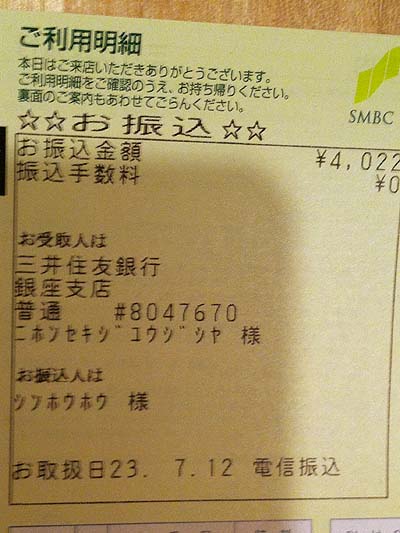 ご利用明細
本日はご来店いただきありがとうございます。
ご利用明細をご確認のうえ、お持ち帰りください。
裏面のご案内もあわせてごらんください。
SMBC
☆☆お振込☆☆
お振込金額 ¥4,022
振込手数料 ¥0
お受取人は
三井住友銀行
銀座支店
普通 #8047670
ニホンセキジユウジシヤ 様
お振込人は
シンホウホウ 様
お取扱日23. 7.12 電信振込